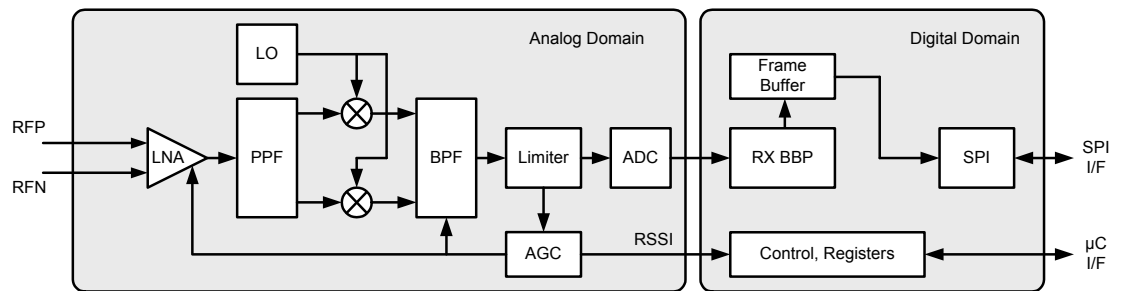 Analog Domain
Digital Domain
LO
Frame
Buffer
RFP
RFN
LNA
PPF
BPF
Limiter
ADC
RX BBP
SPI
SPI
I/F
AGC
RSSI
Control, Registers
µC
I/F